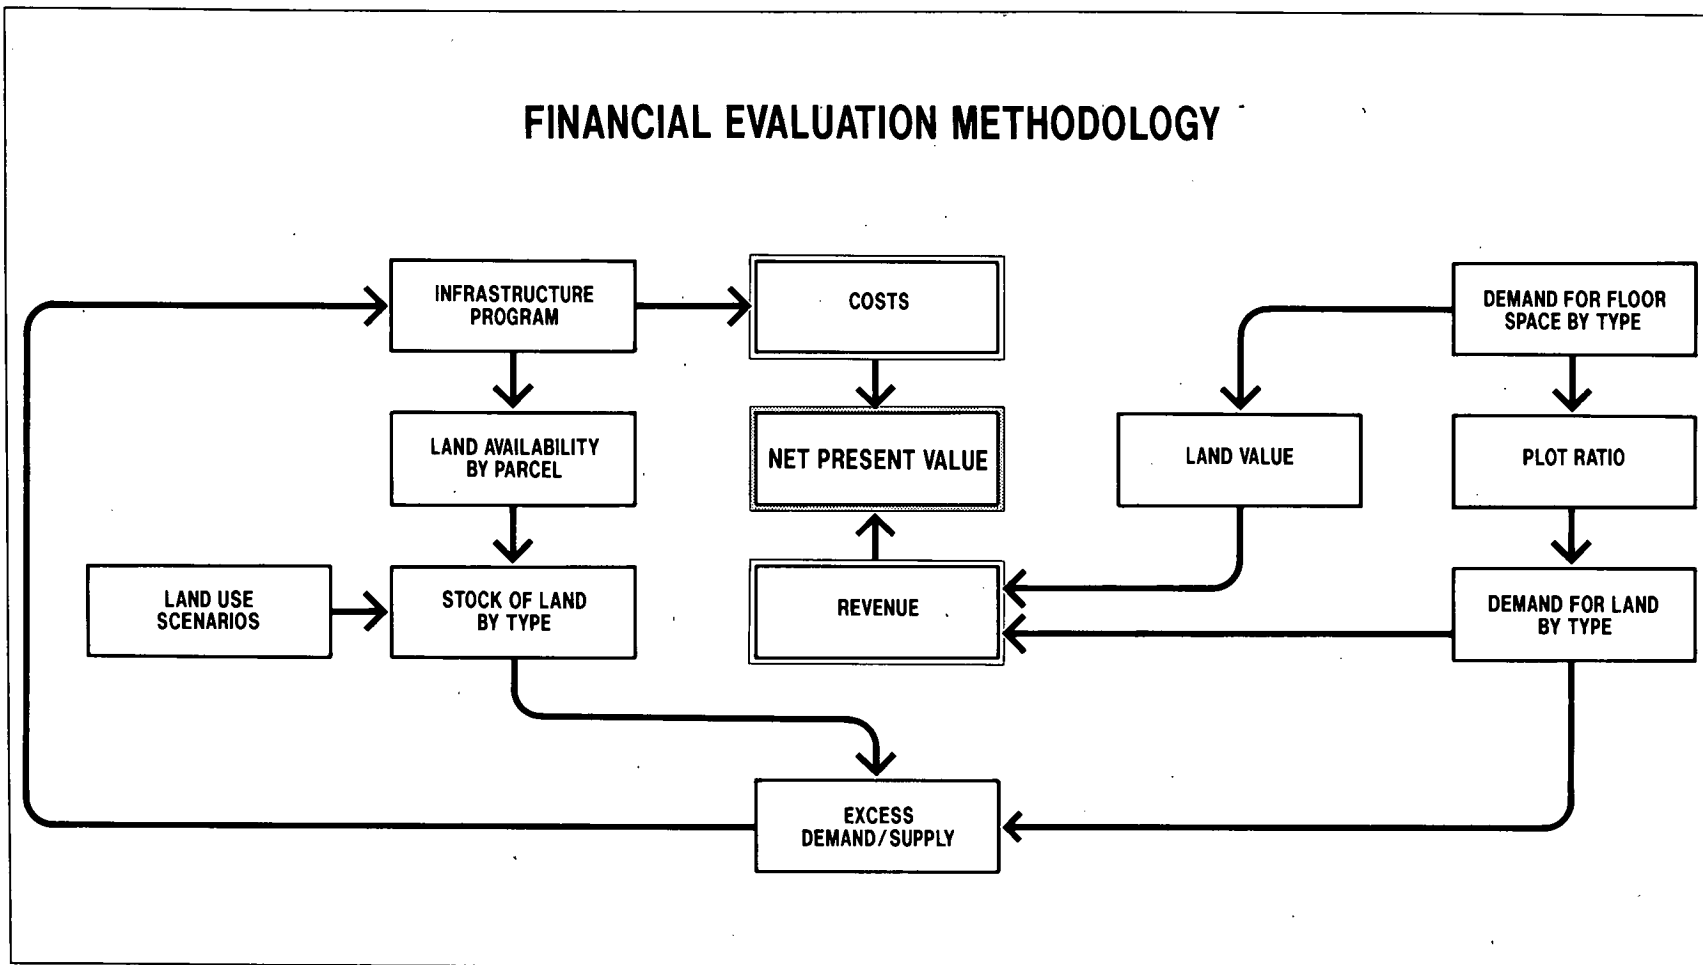 FINANCIAL EVALUATION METHODOLOGY
INFRASTRUCTURE
PROGRAM
COSTS
DEMAND FOR FLOOR
SPACE BY TYPE
LAND AVAILABILITY
BY PARCEL
NET PRESENT VALUE
LAND VALUE
PLOT RATIO
LAND USE
SCENARIOS
STOCK OF LAND
BY TYPE
REVENUE
DEMAND FOR LAND
BY TYPE
EXCESS
DEMAND/SUPPLY